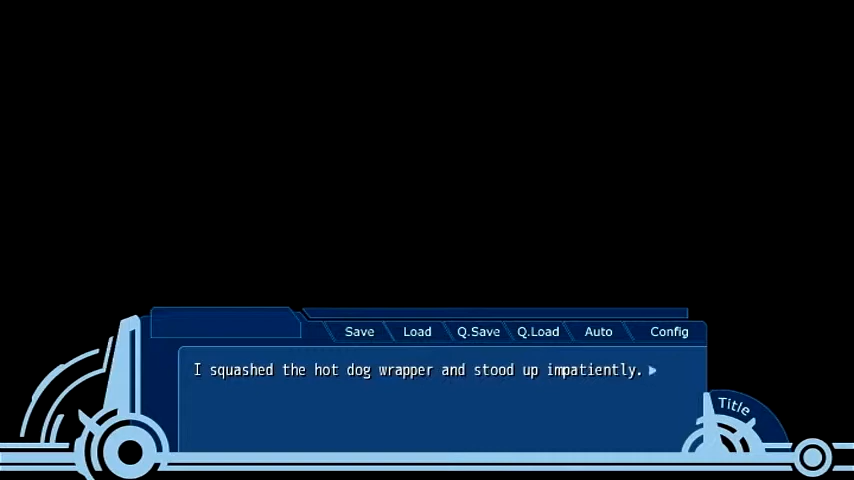 Save Load Q.Save Q.Load Auto Config
I squashed the hot dog wrapper and stood up impatiently.
Title